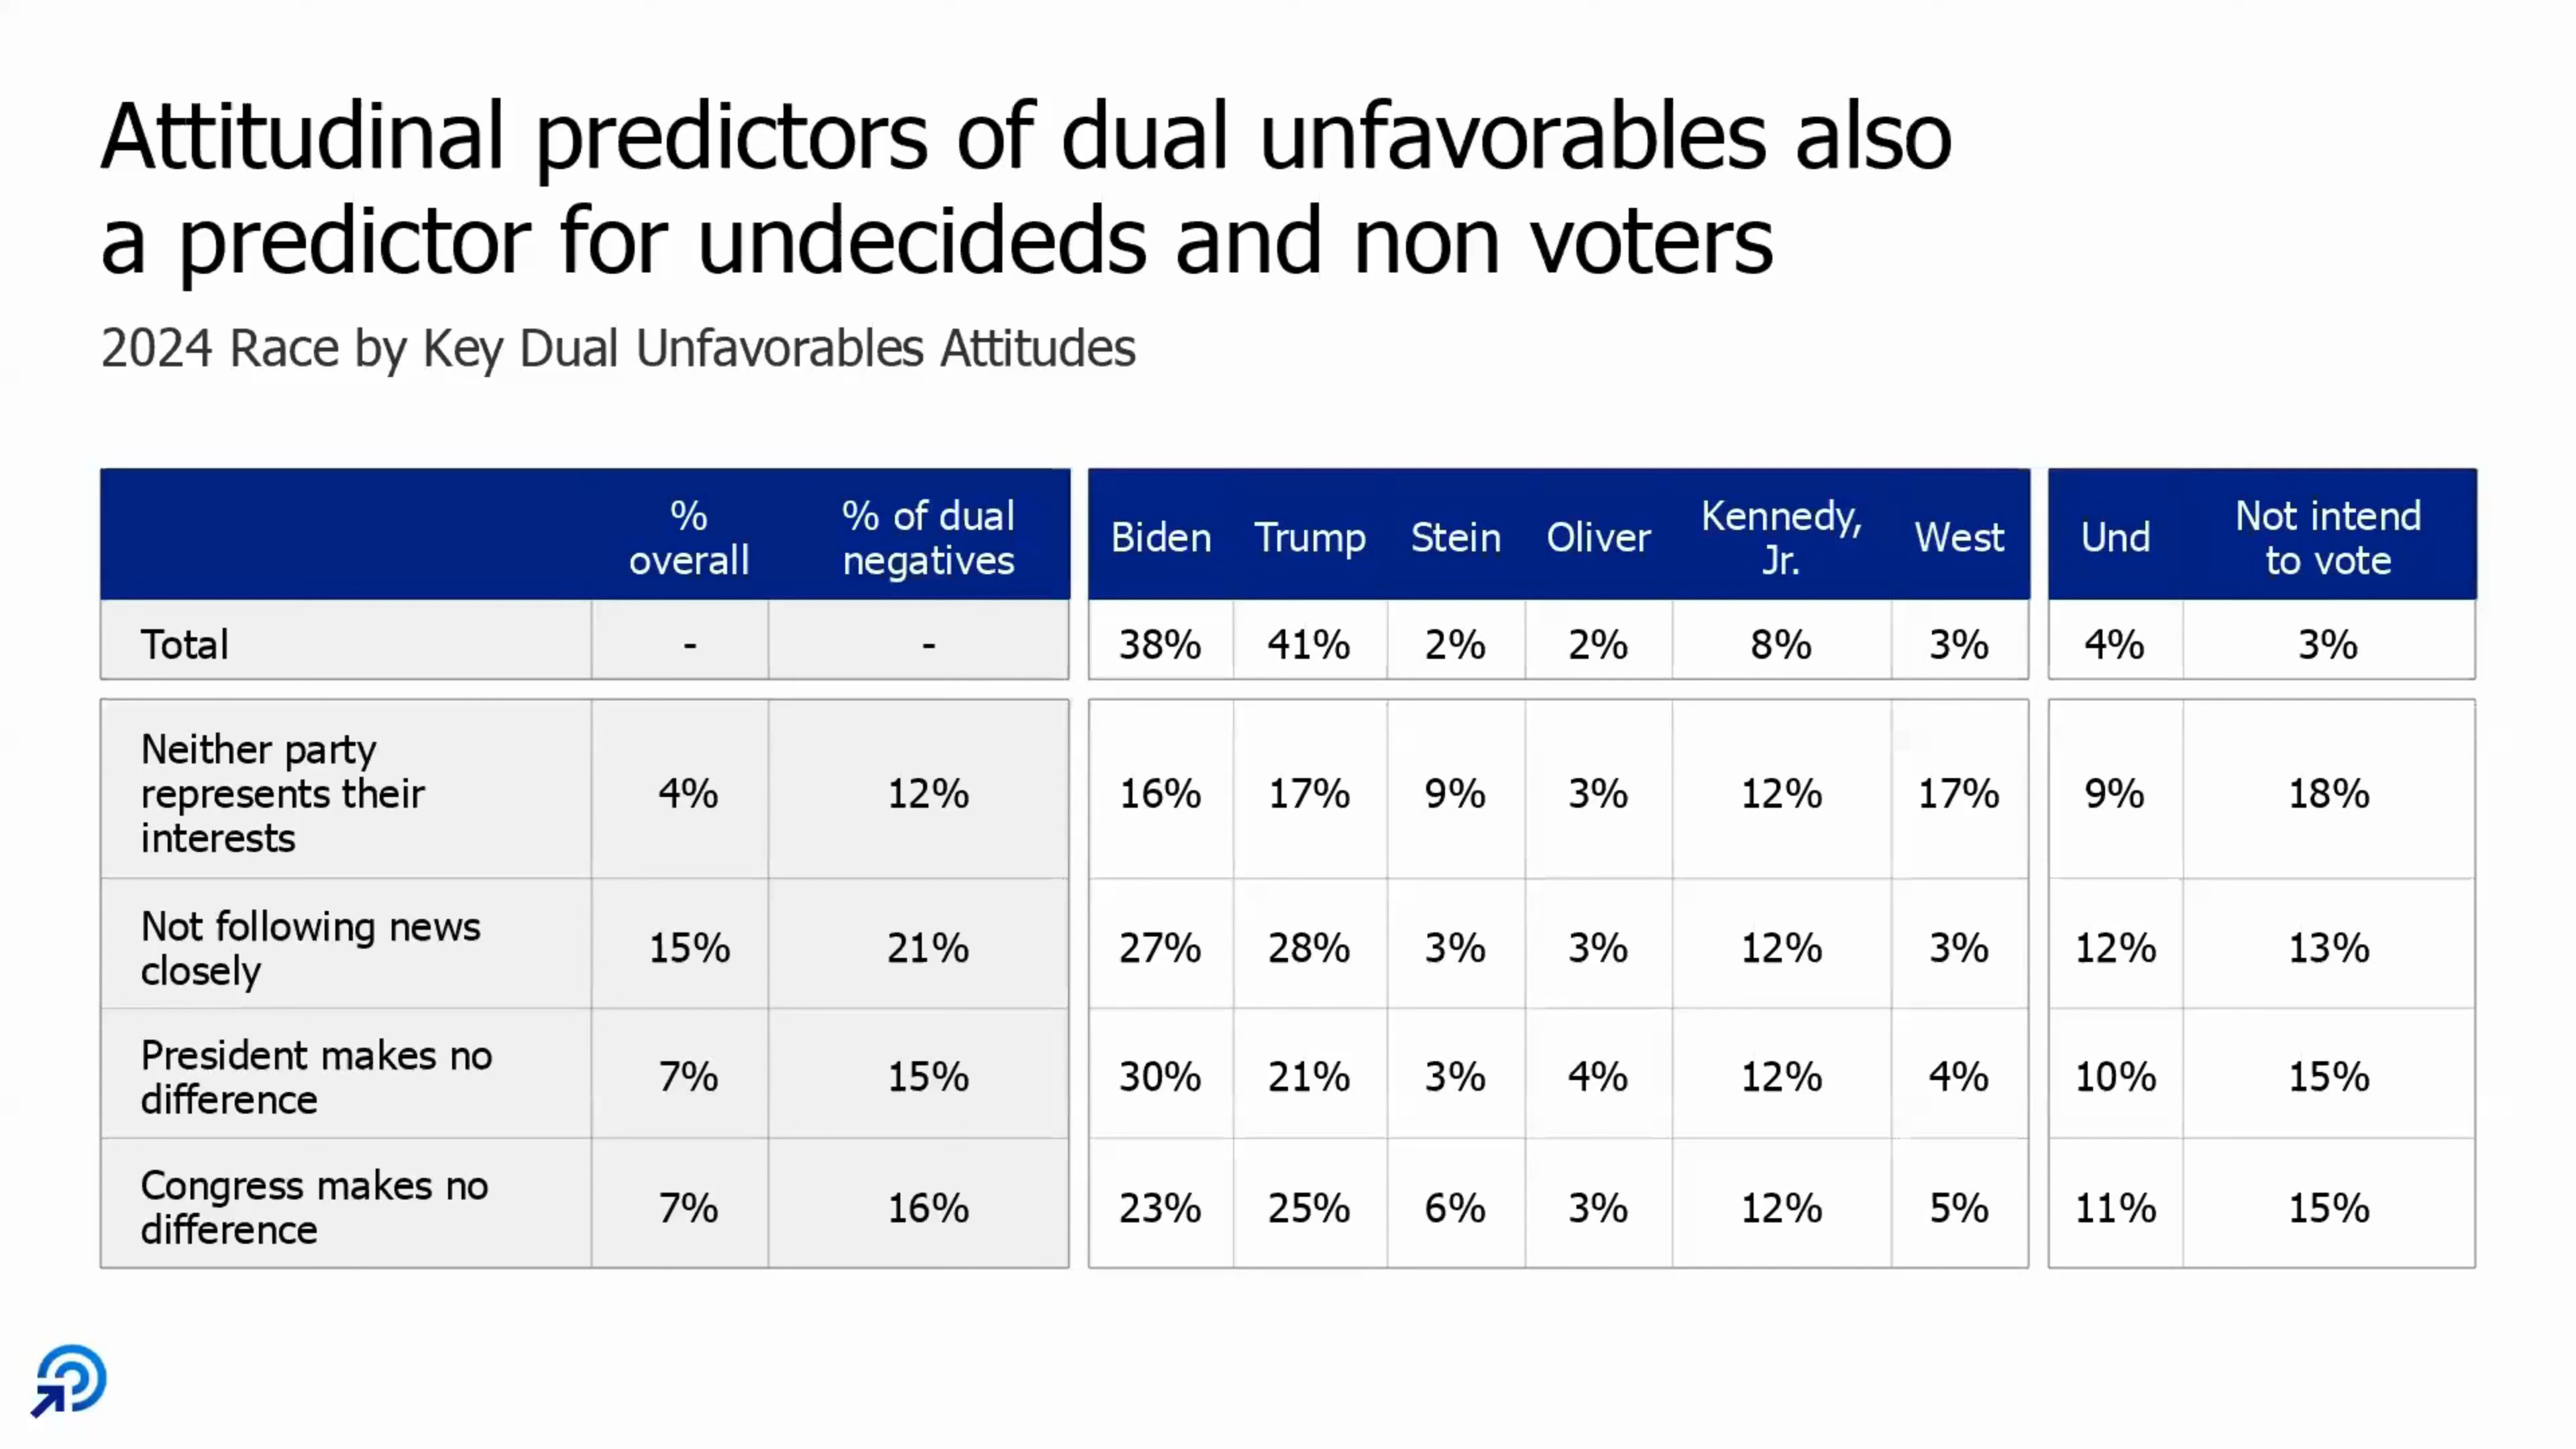 Attitudinal predictors of dual unfavorables also
a predictor for undecideds and non voters
2024 Race by Key Dual Unfavorables Attitudes
% overall % of dual negatives Biden Trump Stein Oliver Kennedy, Jr. West Und Not intend to vote
Total - - 38% 41% 2% 2% 8% 3% 4% 3%
Neither party represents their interests 4% 12% 16% 17% 9% 3% 12% 17% 9% 18%
Not following news closely 15% 21% 27% 28% 3% 3% 12% 3% 12% 13%
President makes no difference 7% 15% 30% 21% 3% 4% 12% 4% 10% 15%
Congress makes no difference 7% 16% 23% 25% 6% 3% 12% 5% 11% 15%